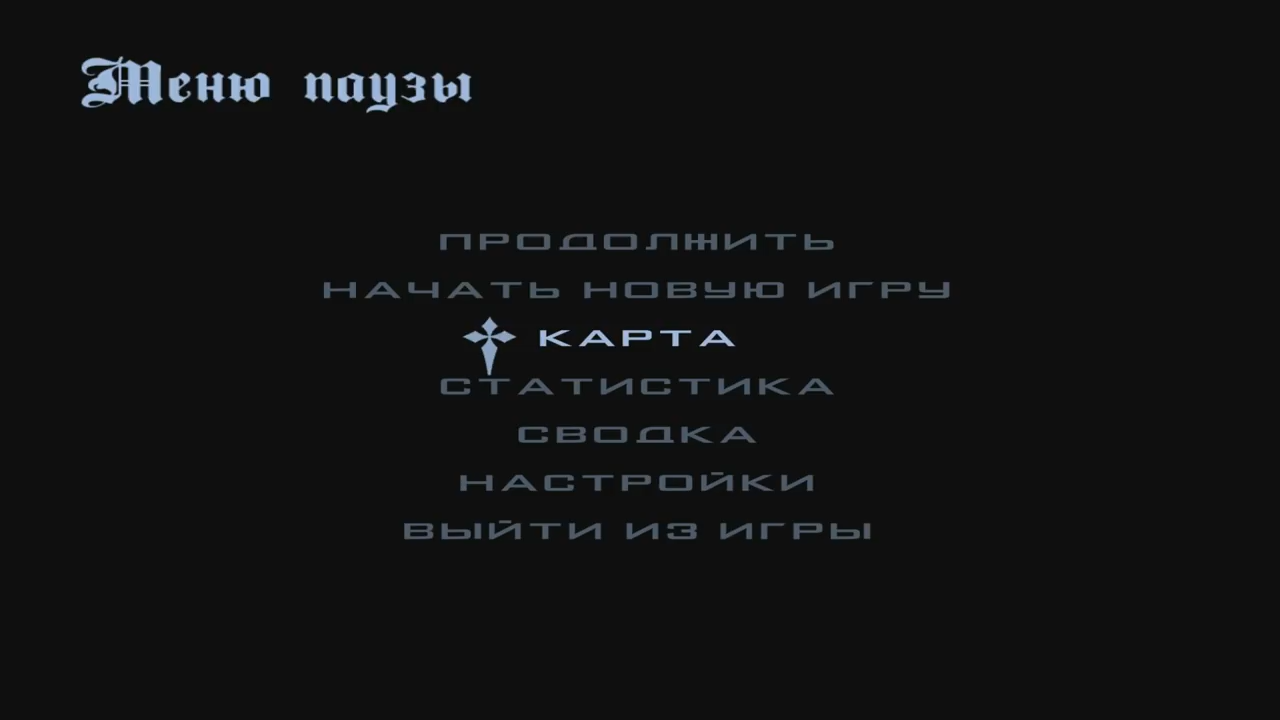 Меню паузы
ПРОДОЛЖИТЬ
НАЧАТЬ НОВУЮ ИГРУ
КАРТА
СТАТИСТИКА
СВОДКА
НАСТРОЙКИ
ВЫЙТИ ИЗ ИГРЫ